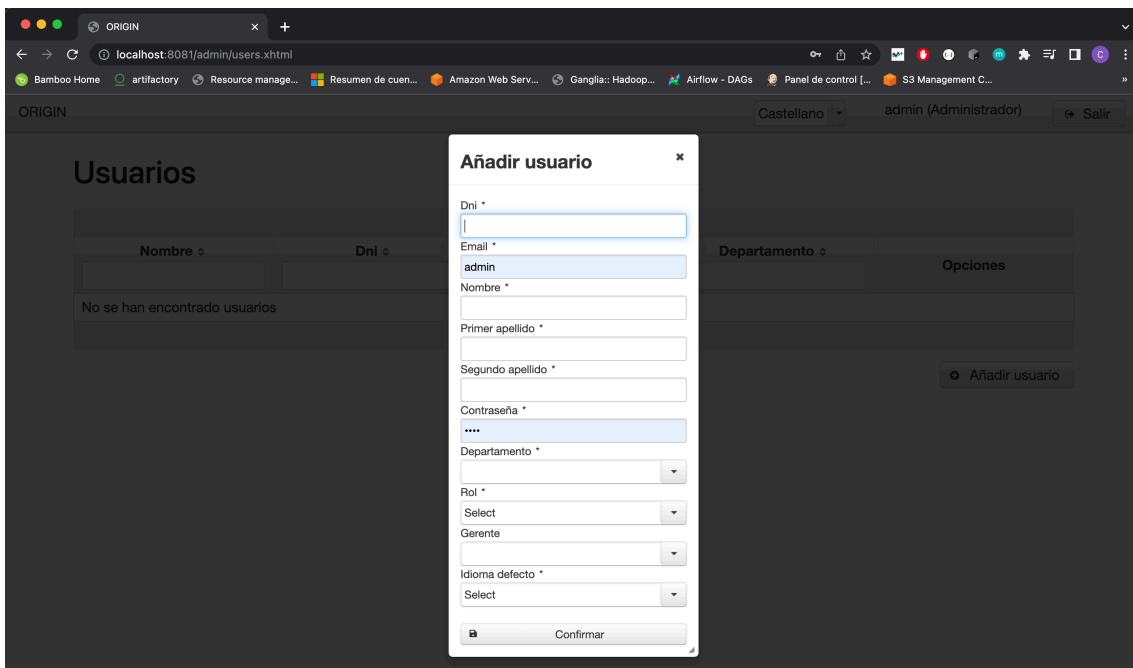 ORIGIN
localhost:8081/admin/users.xhtml
Bamboo Home artifactory Resource manage... Resumen de cuen... Amazon Web Serv... Ganglia:: Hadoop... Airflow - DAGs Panel de control [... S3 Management C... »
ORIGIN Castellano admin (Administrador) Salir
Usuarios
Nombre Dni Departamento Opciones
No se han encontrado usuarios
Añadir usuario
Añadir usuario
Dni *
Email *
admin
Nombre *
Primer apellido *
Segundo apellido *
Contraseña *
••••
Departamento *
Rol *
Select
Gerente
Idioma defecto *
Select
Confirmar